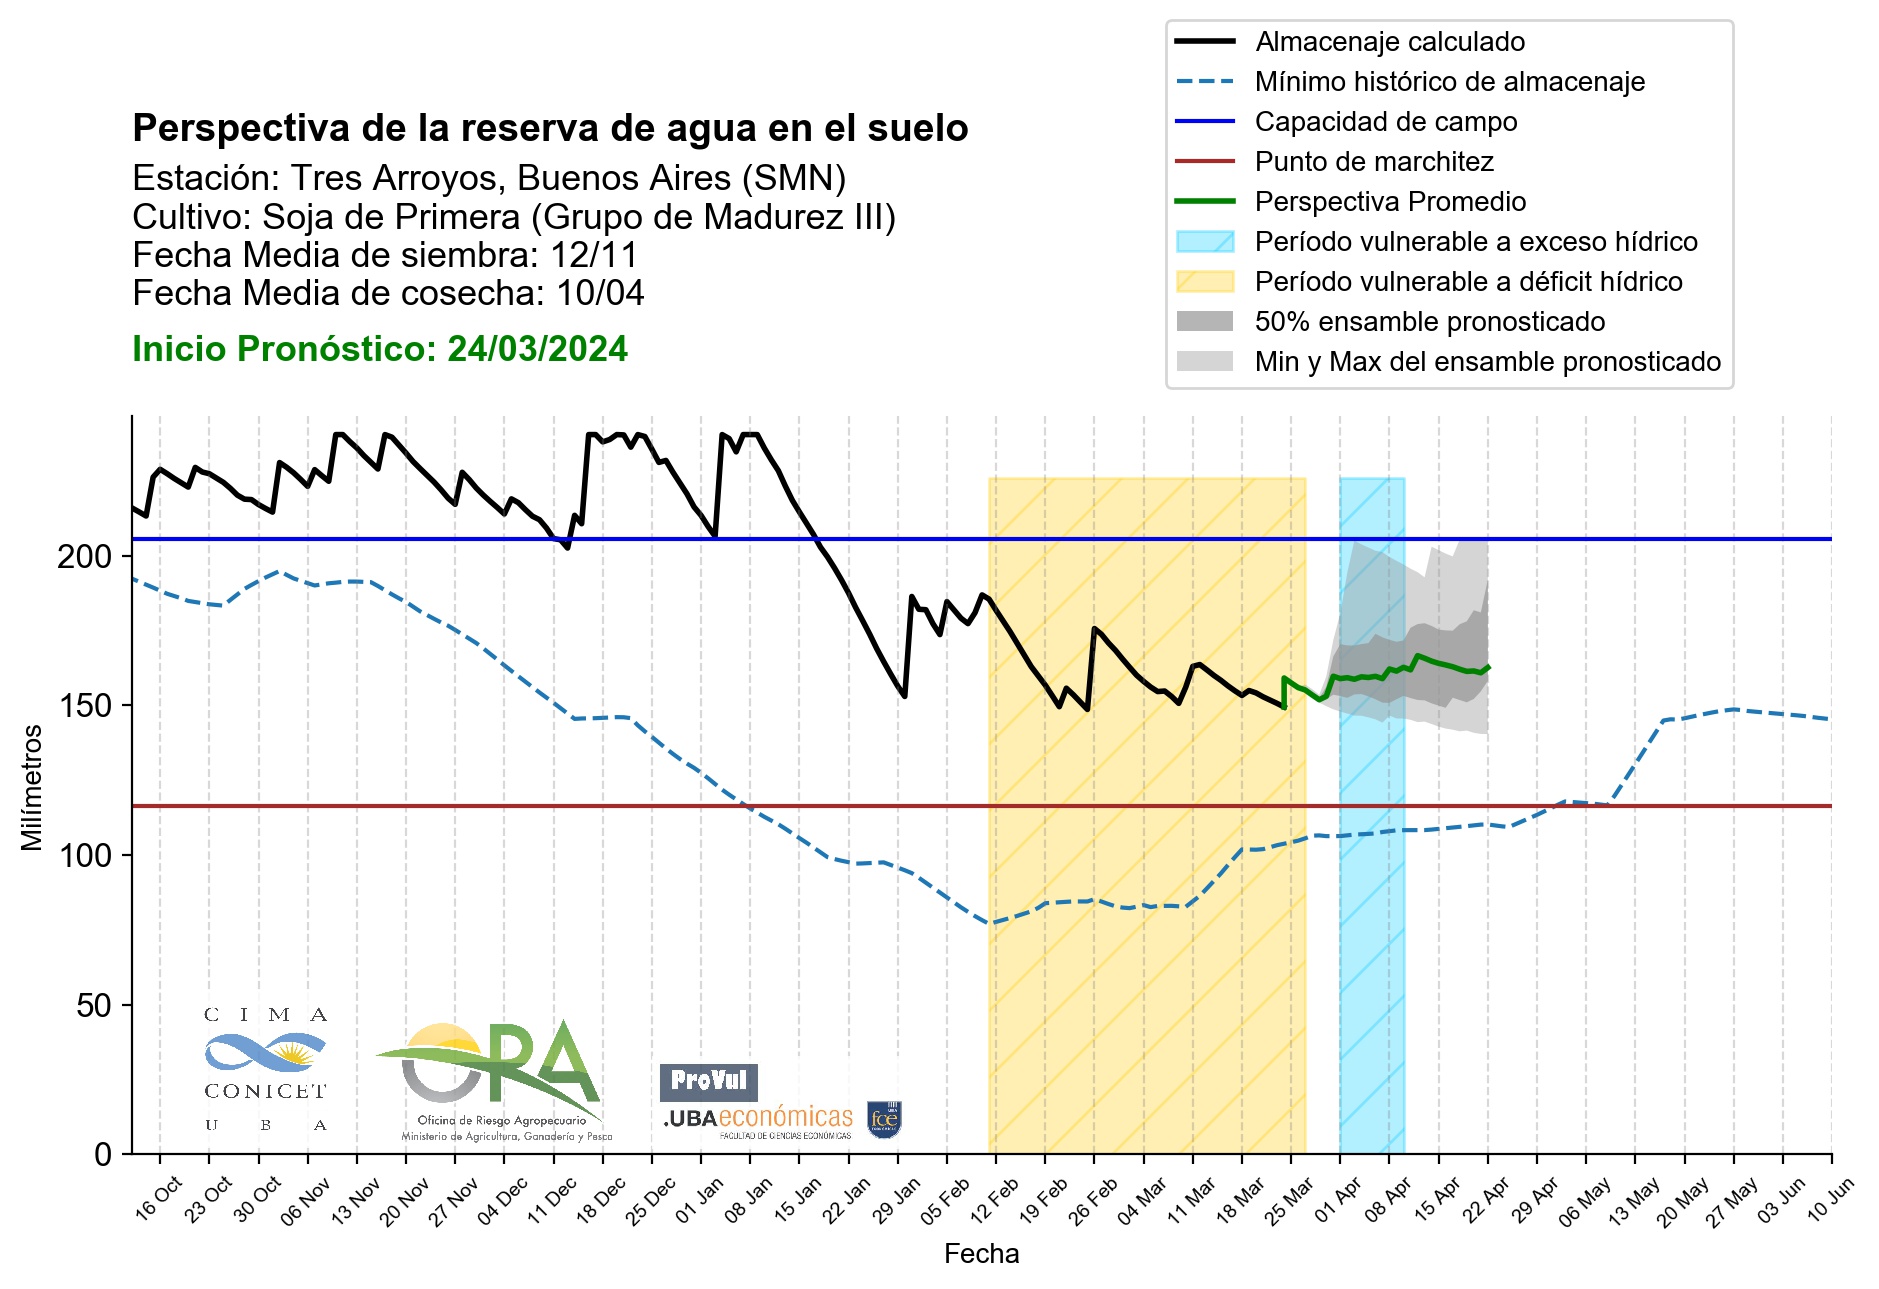 Almacenaje calculado
Mínimo histórico de almacenaje
Capacidad de campo
Punto de marchitez
Perspectiva Promedio
Período vulnerable a exceso hídrico
Período vulnerable a déficit hídrico
50% ensamble pronosticado
Min y Max del ensamble pronosticado
Perspectiva de la reserva de agua en el suelo
Estación: Tres Arroyos, Buenos Aires (SMN)
Cultivo: Soja de Primera (Grupo de Madurez III)
Fecha Media de siembra: 12/11
Fecha Media de cosecha: 10/04
Inicio Pronóstico: 24/03/2024
Milímetros
200
150
100
50
0
CIMA
CONICET
UBA
ORA
Oficina de Riesgo Agropecuario
Ministerio de Agricultura, Ganadería y Pesca
ProVul
.UBAeconómicas
FACULTAD DE CIENCIAS ECONÓMICAS
fce
16 Oct
23 Oct
30 Oct
06 Nov
13 Nov
20 Nov
27 Nov
04 Dec
11 Dec
18 Dec
25 Dec
01 Jan
08 Jan
15 Jan
22 Jan
29 Jan
05 Feb
12 Feb
19 Feb
26 Feb
04 Mar
11 Mar
18 Mar
25 Mar
01 Apr
08 Apr
15 Apr
22 Apr
29 Apr
06 May
13 May
20 May
27 May
03 Jun
10 Jun
Fecha